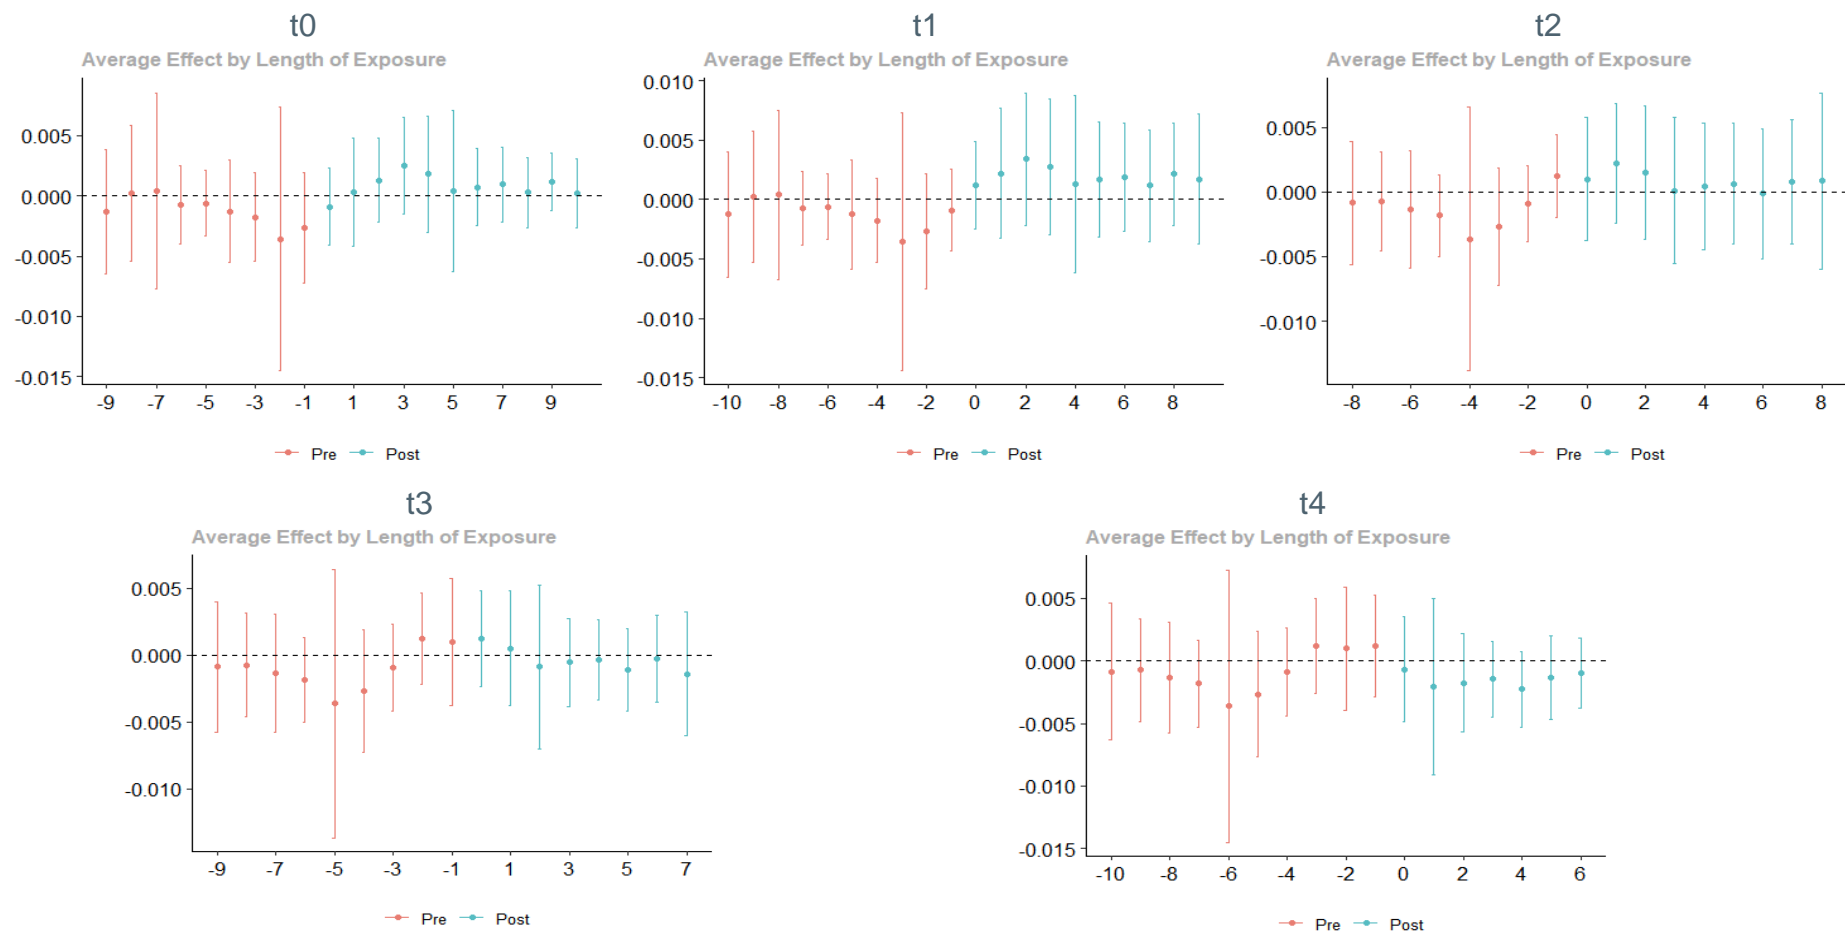 t0
Average Effect by Length of Exposure
0.005
0.000
-0.005
-0.010
-0.015
-9 -7 -5 -3 -1 1 3 5 7 9
Pre Post
t1
Average Effect by Length of Exposure
0.010
0.005
0.000
-0.005
-0.010
-0.015
-10 -8 -6 -4 -2 0 2 4 6 8
Pre Post
t2
Average Effect by Length of Exposure
0.005
0.000
-0.005
-0.010
-8 -6 -4 -2 0 2 4 6 8
Pre Post
t3
Average Effect by Length of Exposure
0.005
0.000
-0.005
-0.010
-9 -7 -5 -3 -1 1 3 5 7
Pre Post
t4
Average Effect by Length of Exposure
0.005
0.000
-0.005
-0.010
-0.015
-10 -8 -6 -4 -2 0 2 4 6
Pre Post